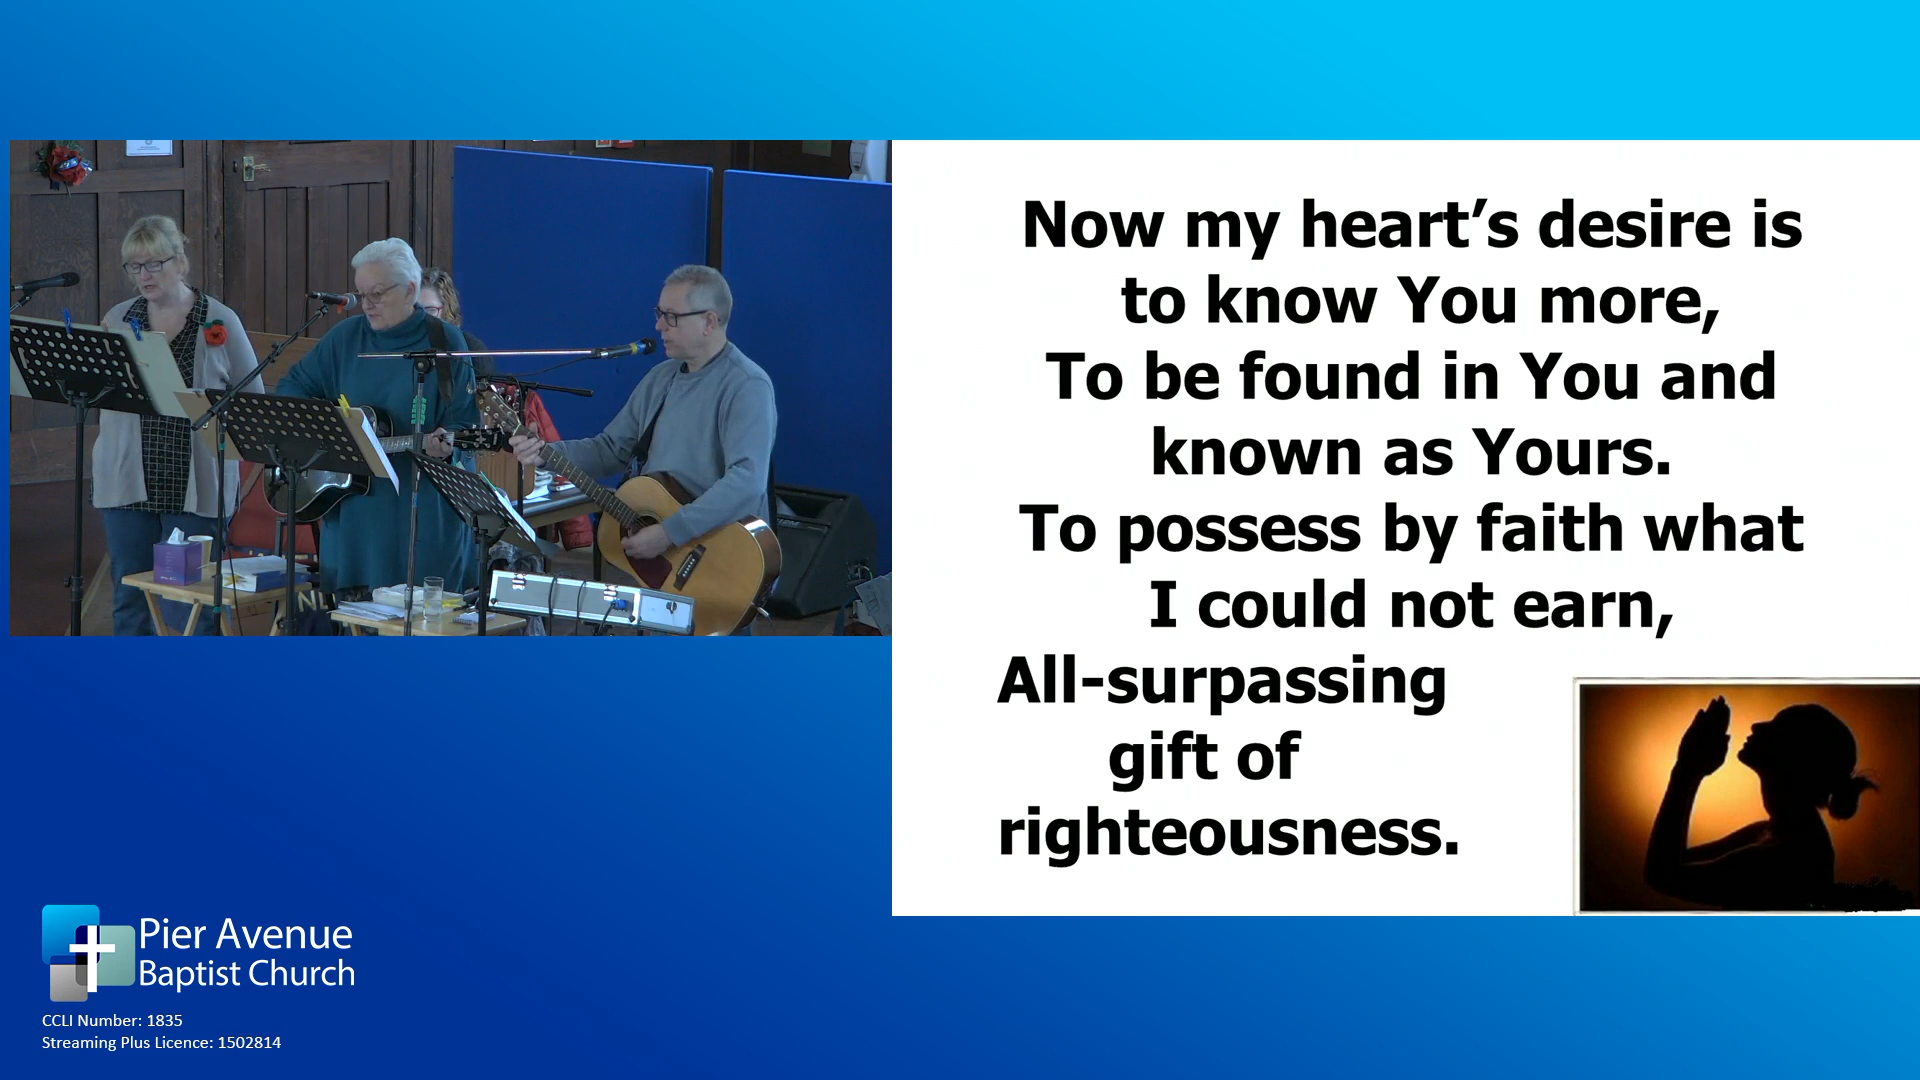 Now my heart’s desire is
to know You more,
To be found in You and
known as Yours.
To possess by faith what
I could not earn,
All-surpassing
gift of
righteousness.
Pier Avenue
Baptist Church
CCLI Number: 1835
Streaming Plus Licence: 1502814